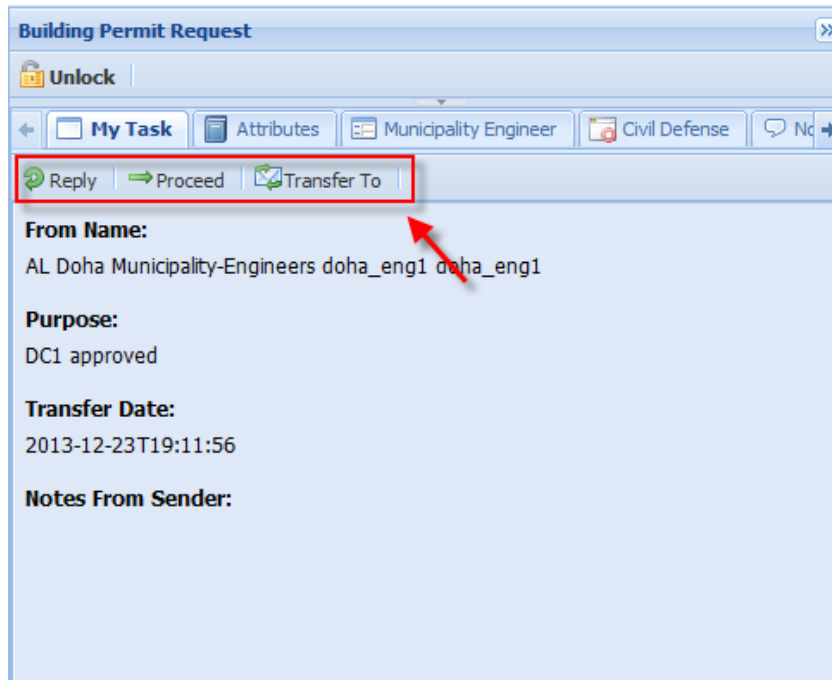 Building Permit Request
Unlock
My Task Attributes Municipality Engineer Civil Defense
Reply Proceed Transfer To
From Name:
AL Doha Municipality-Engineers doha_eng1 doha_eng1
Purpose:
DC1 approved
Transfer Date:
2013-12-23T19:11:56
Notes From Sender: